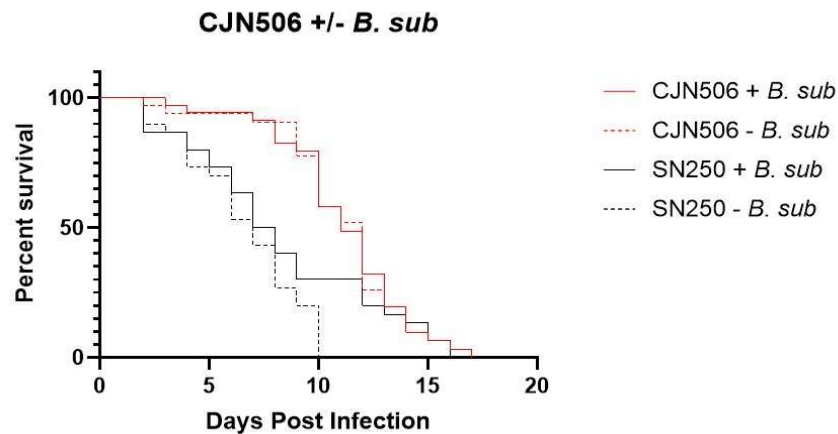 CJN506 +/- B. sub
Percent survival
100
50
0
0 5 10 15 20
Days Post Infection
CJN506 + B. sub
CJN506 - B. sub
SN250 + B. sub
SN250 - B. sub